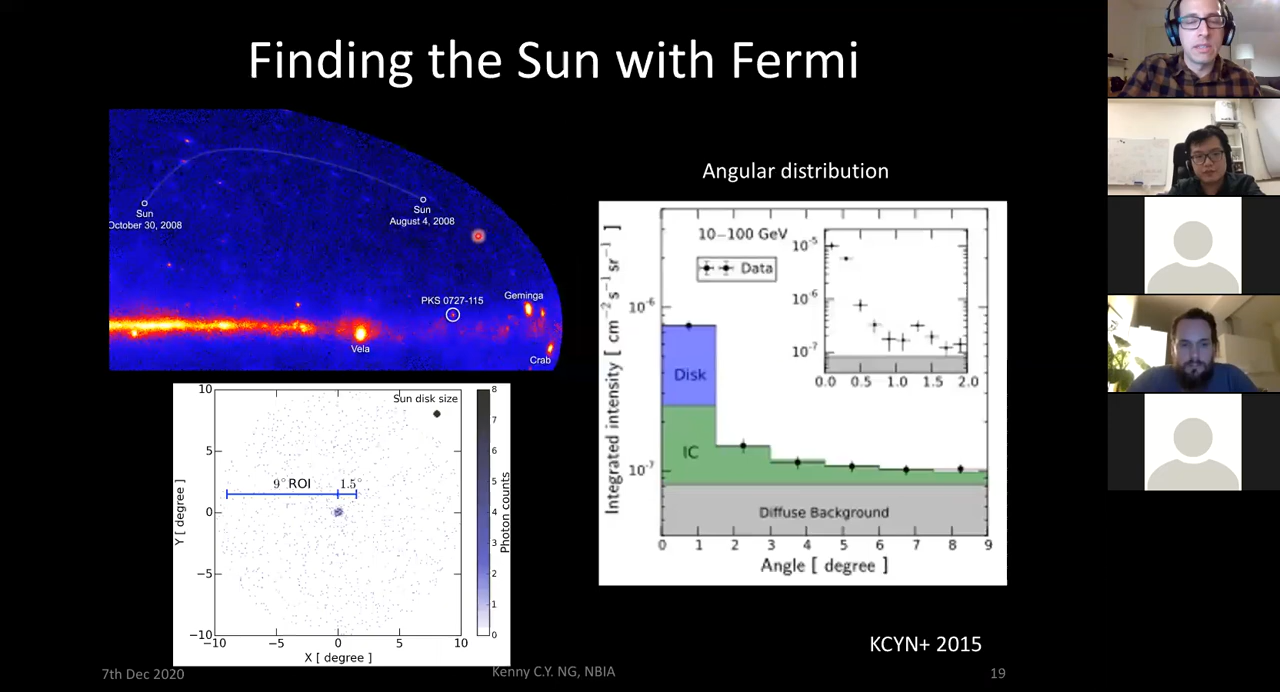 Finding the Sun with Fermi
Sun
October 30, 2008
Sun
August 4, 2008
PKS 0727-115
Geminga
Vela
Crab
Angular distribution
10−100 GeV
Data
10⁻⁵
10⁻⁶
10⁻⁷
0.0 0.5 1.0 1.5 2.0
Integrated intensity [ cm⁻² s⁻¹ sr⁻¹ ]
10⁻⁶
10⁻⁷
Disk
IC
Diffuse Background
0 1 2 3 4 5 6 7 8 9
Angle [ degree ]
Sun disk size
9° ROI 1.5°
Y [ degree ]
10
5
0
−5
−10
−10 −5 0 5 10
X [ degree ]
Photon counts
8
7
6
5
4
3
2
1
0
KCYN+ 2015
7th Dec 2020
Kenny C.Y. NG, NBIA
19